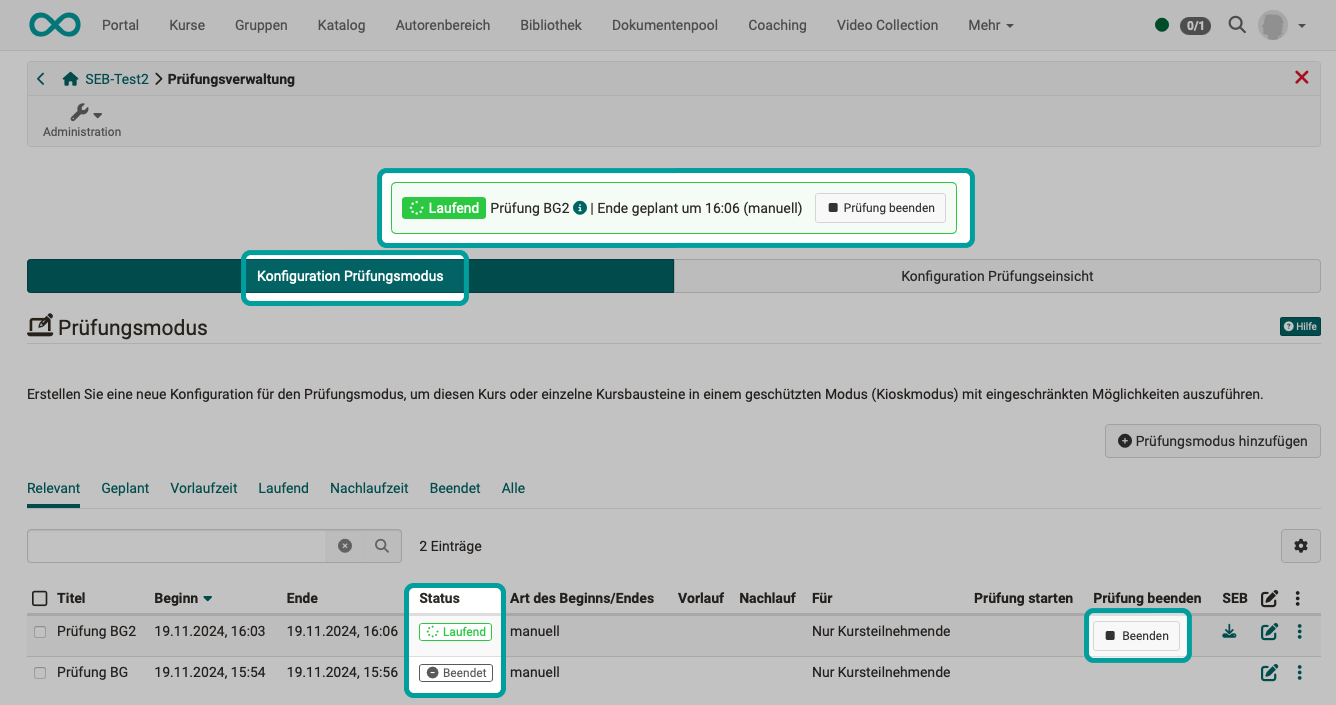 Portal Kurse Gruppen Katalog Autorenbereich Bibliothek Dokumentenpool Coaching Video Collection Mehr 0/1
SEB-Test2 Prüfungsverwaltung
Administration
Laufend Prüfung BG2 | Ende geplant um 16:06 (manuell) Prüfung beenden
Konfiguration Prüfungsmodus Konfiguration Prüfungseinsicht
Prüfungsmodus Hilfe
Erstellen Sie eine neue Konfiguration für den Prüfungsmodus, um diesen Kurs oder einzelne Kursbausteine in einem geschützten Modus (Kioskmodus) mit eingeschränkten Möglichkeiten auszuführen.
Prüfungsmodus hinzufügen
Relevant Geplant Vorlaufzeit Laufend Nachlaufzeit Beendet Alle
2 Einträge
Titel Beginn Ende Status Art des Beginns/Endes Vorlauf Nachlauf Für Prüfung starten Prüfung beenden SEB
Prüfung BG2 19.11.2024, 16:03 19.11.2024, 16:06 Laufend manuell Nur Kursteilnehmende Beenden
Prüfung BG 19.11.2024, 15:54 19.11.2024, 15:56 Beendet manuell Nur Kursteilnehmende